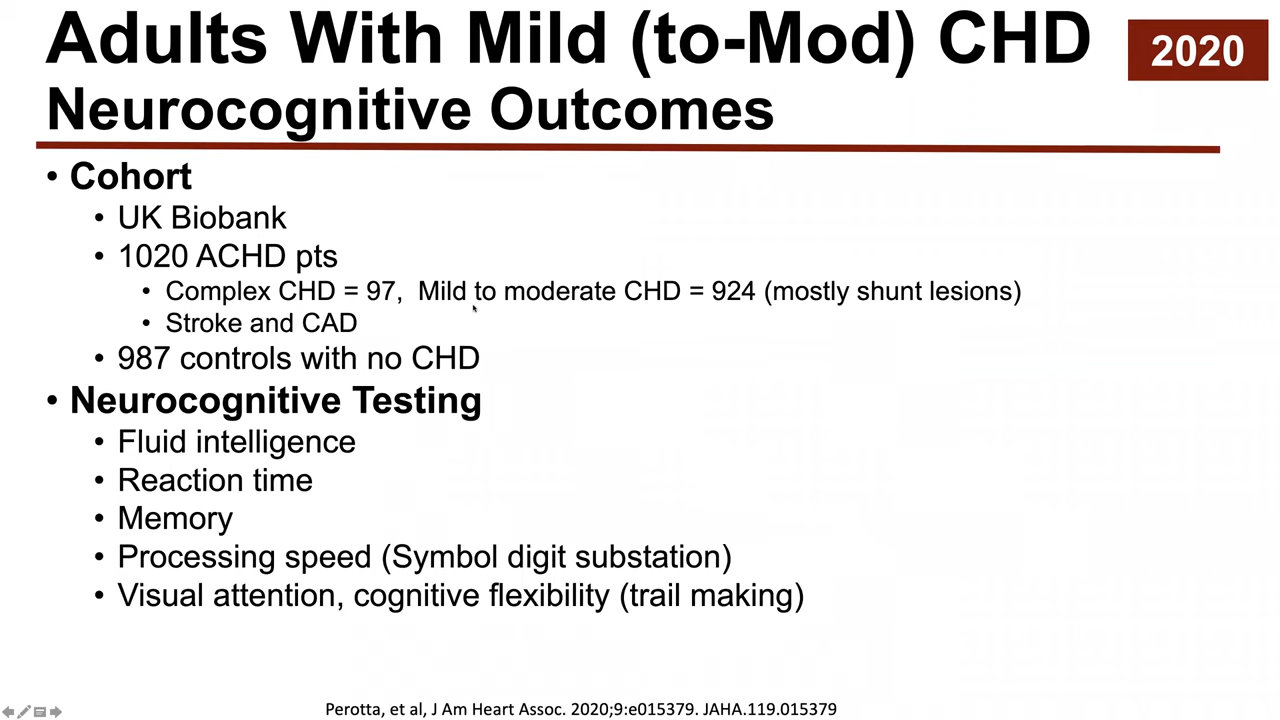 Adults With Mild (to-Mod) CHD
2020
Neurocognitive Outcomes
• Cohort
• UK Biobank
• 1020 ACHD pts
• Complex CHD = 97, Mild to moderate CHD = 924 (mostly shunt lesions)
• Stroke and CAD
• 987 controls with no CHD
• Neurocognitive Testing
• Fluid intelligence
• Reaction time
• Memory
• Processing speed (Symbol digit substation)
• Visual attention, cognitive flexibility (trail making)
Perotta, et al, J Am Heart Assoc. 2020;9:e015379. JAHA.119.015379